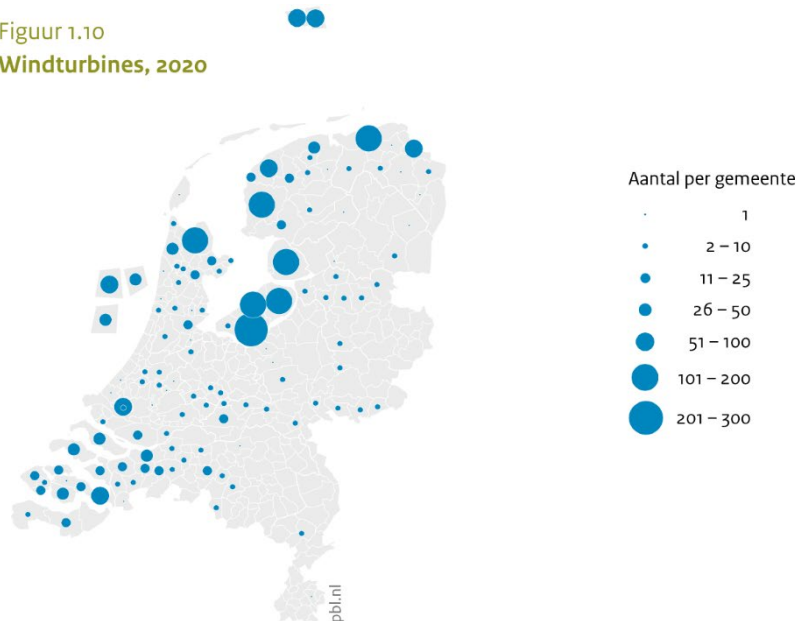 Figuur 1.10
Windturbines, 2020
Aantal per gemeente
1
2 – 10
11 – 25
26 – 50
51 – 100
101 – 200
201 – 300
pbl.nl